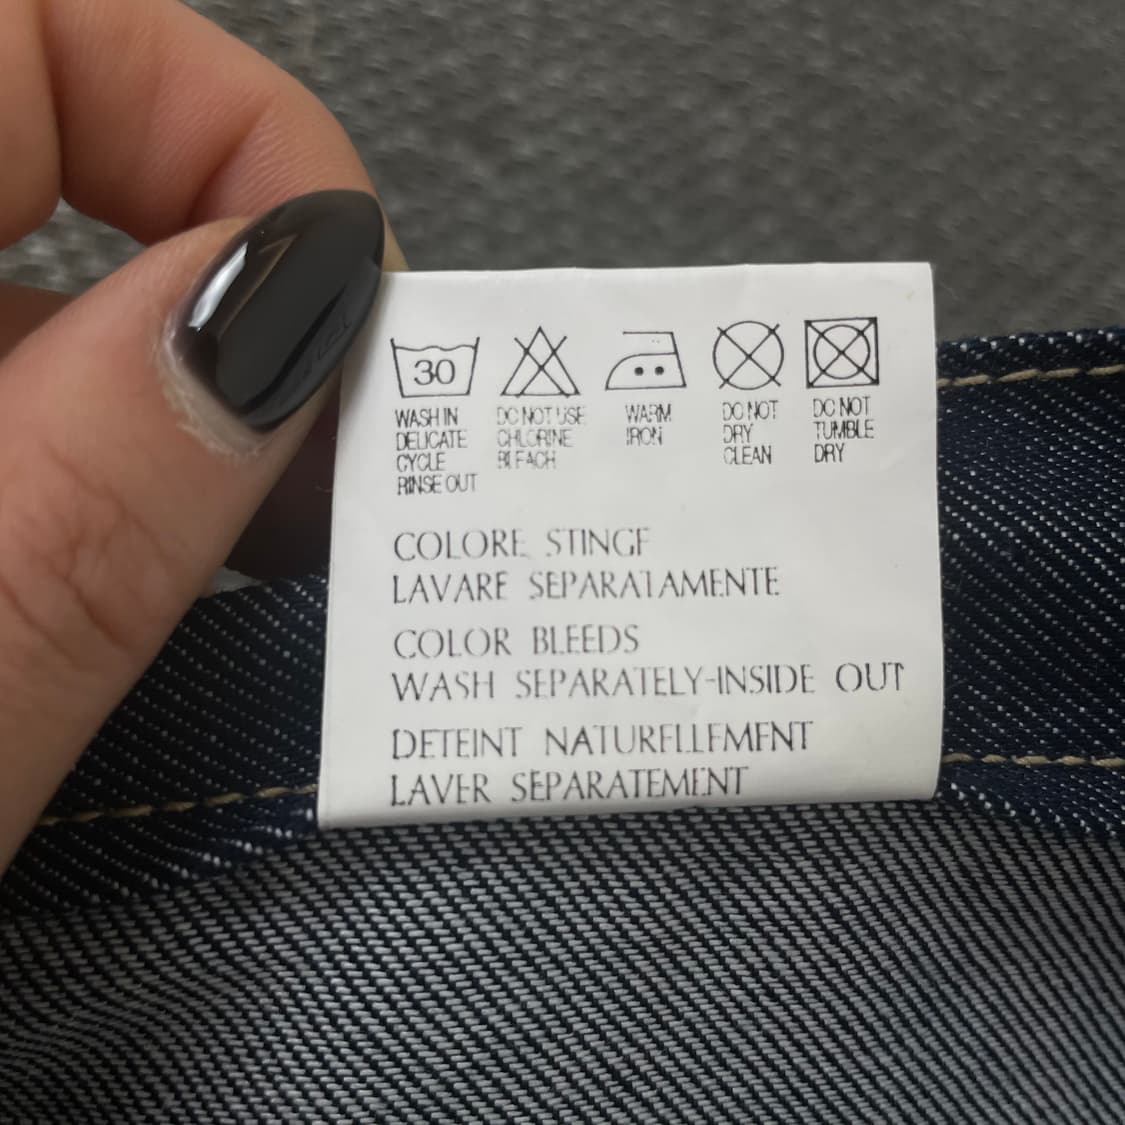 30
WASH IN
DELICATE
CYCLE
RINSE OUT
DO NOT USE
CHLORINE
BLEACH
WARM
IRON
DO NOT
DRY
CLEAN
DO NOT
TUMBLE
DRY
COLORE STINGE
LAVARE SEPARATAMENTE
COLOR BLEEDS
WASH SEPARATELY-INSIDE OUT
DETEINT NATURELLEMENT
LAVER SEPARATEMENT